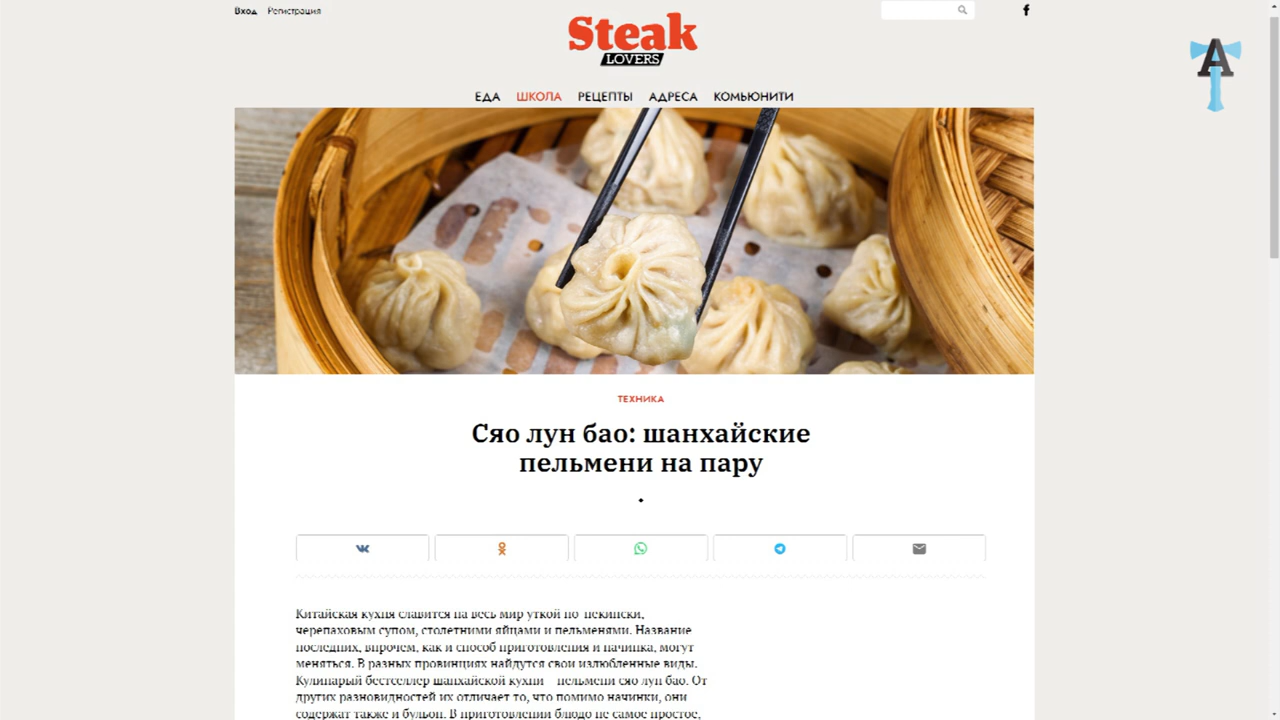 Вход Регистрация
Steak
LOVERS
A
ЕДА ШКОЛА РЕЦЕПТЫ АДРЕСА КОМЬЮНИТИ
ТЕХНИКА
Сяо лун бао: шанхайские
пельмени на пару
Китайская кухня славится на весь мир уткой по-пекински,
черепаховым супом, столетними яйцами и пельменями. Название
последних, впрочем, как и способ приготовления и начинка, могут
меняться. В разных провинциях найдутся свои излюбленные виды.
Кулинарый бестселлер шанхайской кухни – пельмени сяо лун бао. От
других разновидностей их отличает то, что помимо начинки, они
содержат также и бульон. В приготовлении блюдо не самое простое,